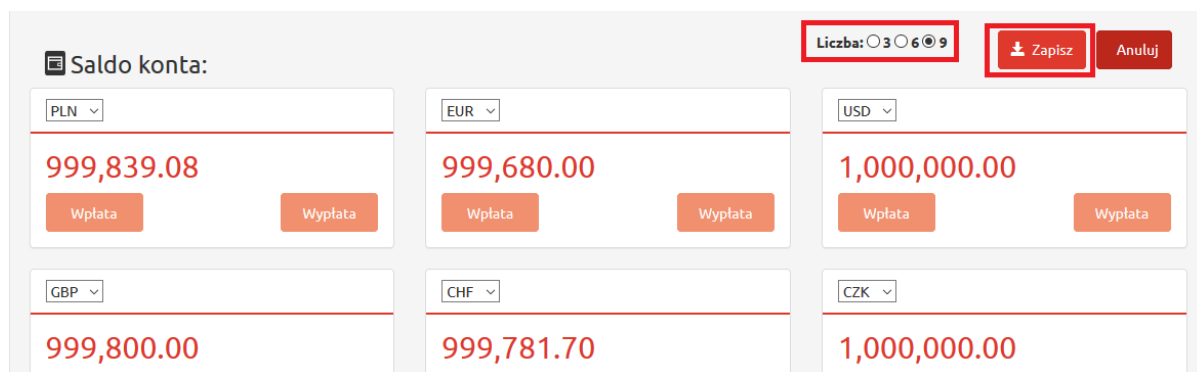 Liczba: 3 6 9
Zapisz
Anuluj
Saldo konta:
PLN
EUR
USD
999,839.08
999,680.00
1,000,000.00
Wpłata
Wypłata
Wpłata
Wypłata
Wpłata
Wypłata
GBP
CHF
CZK
999,800.00
999,781.70
1,000,000.00